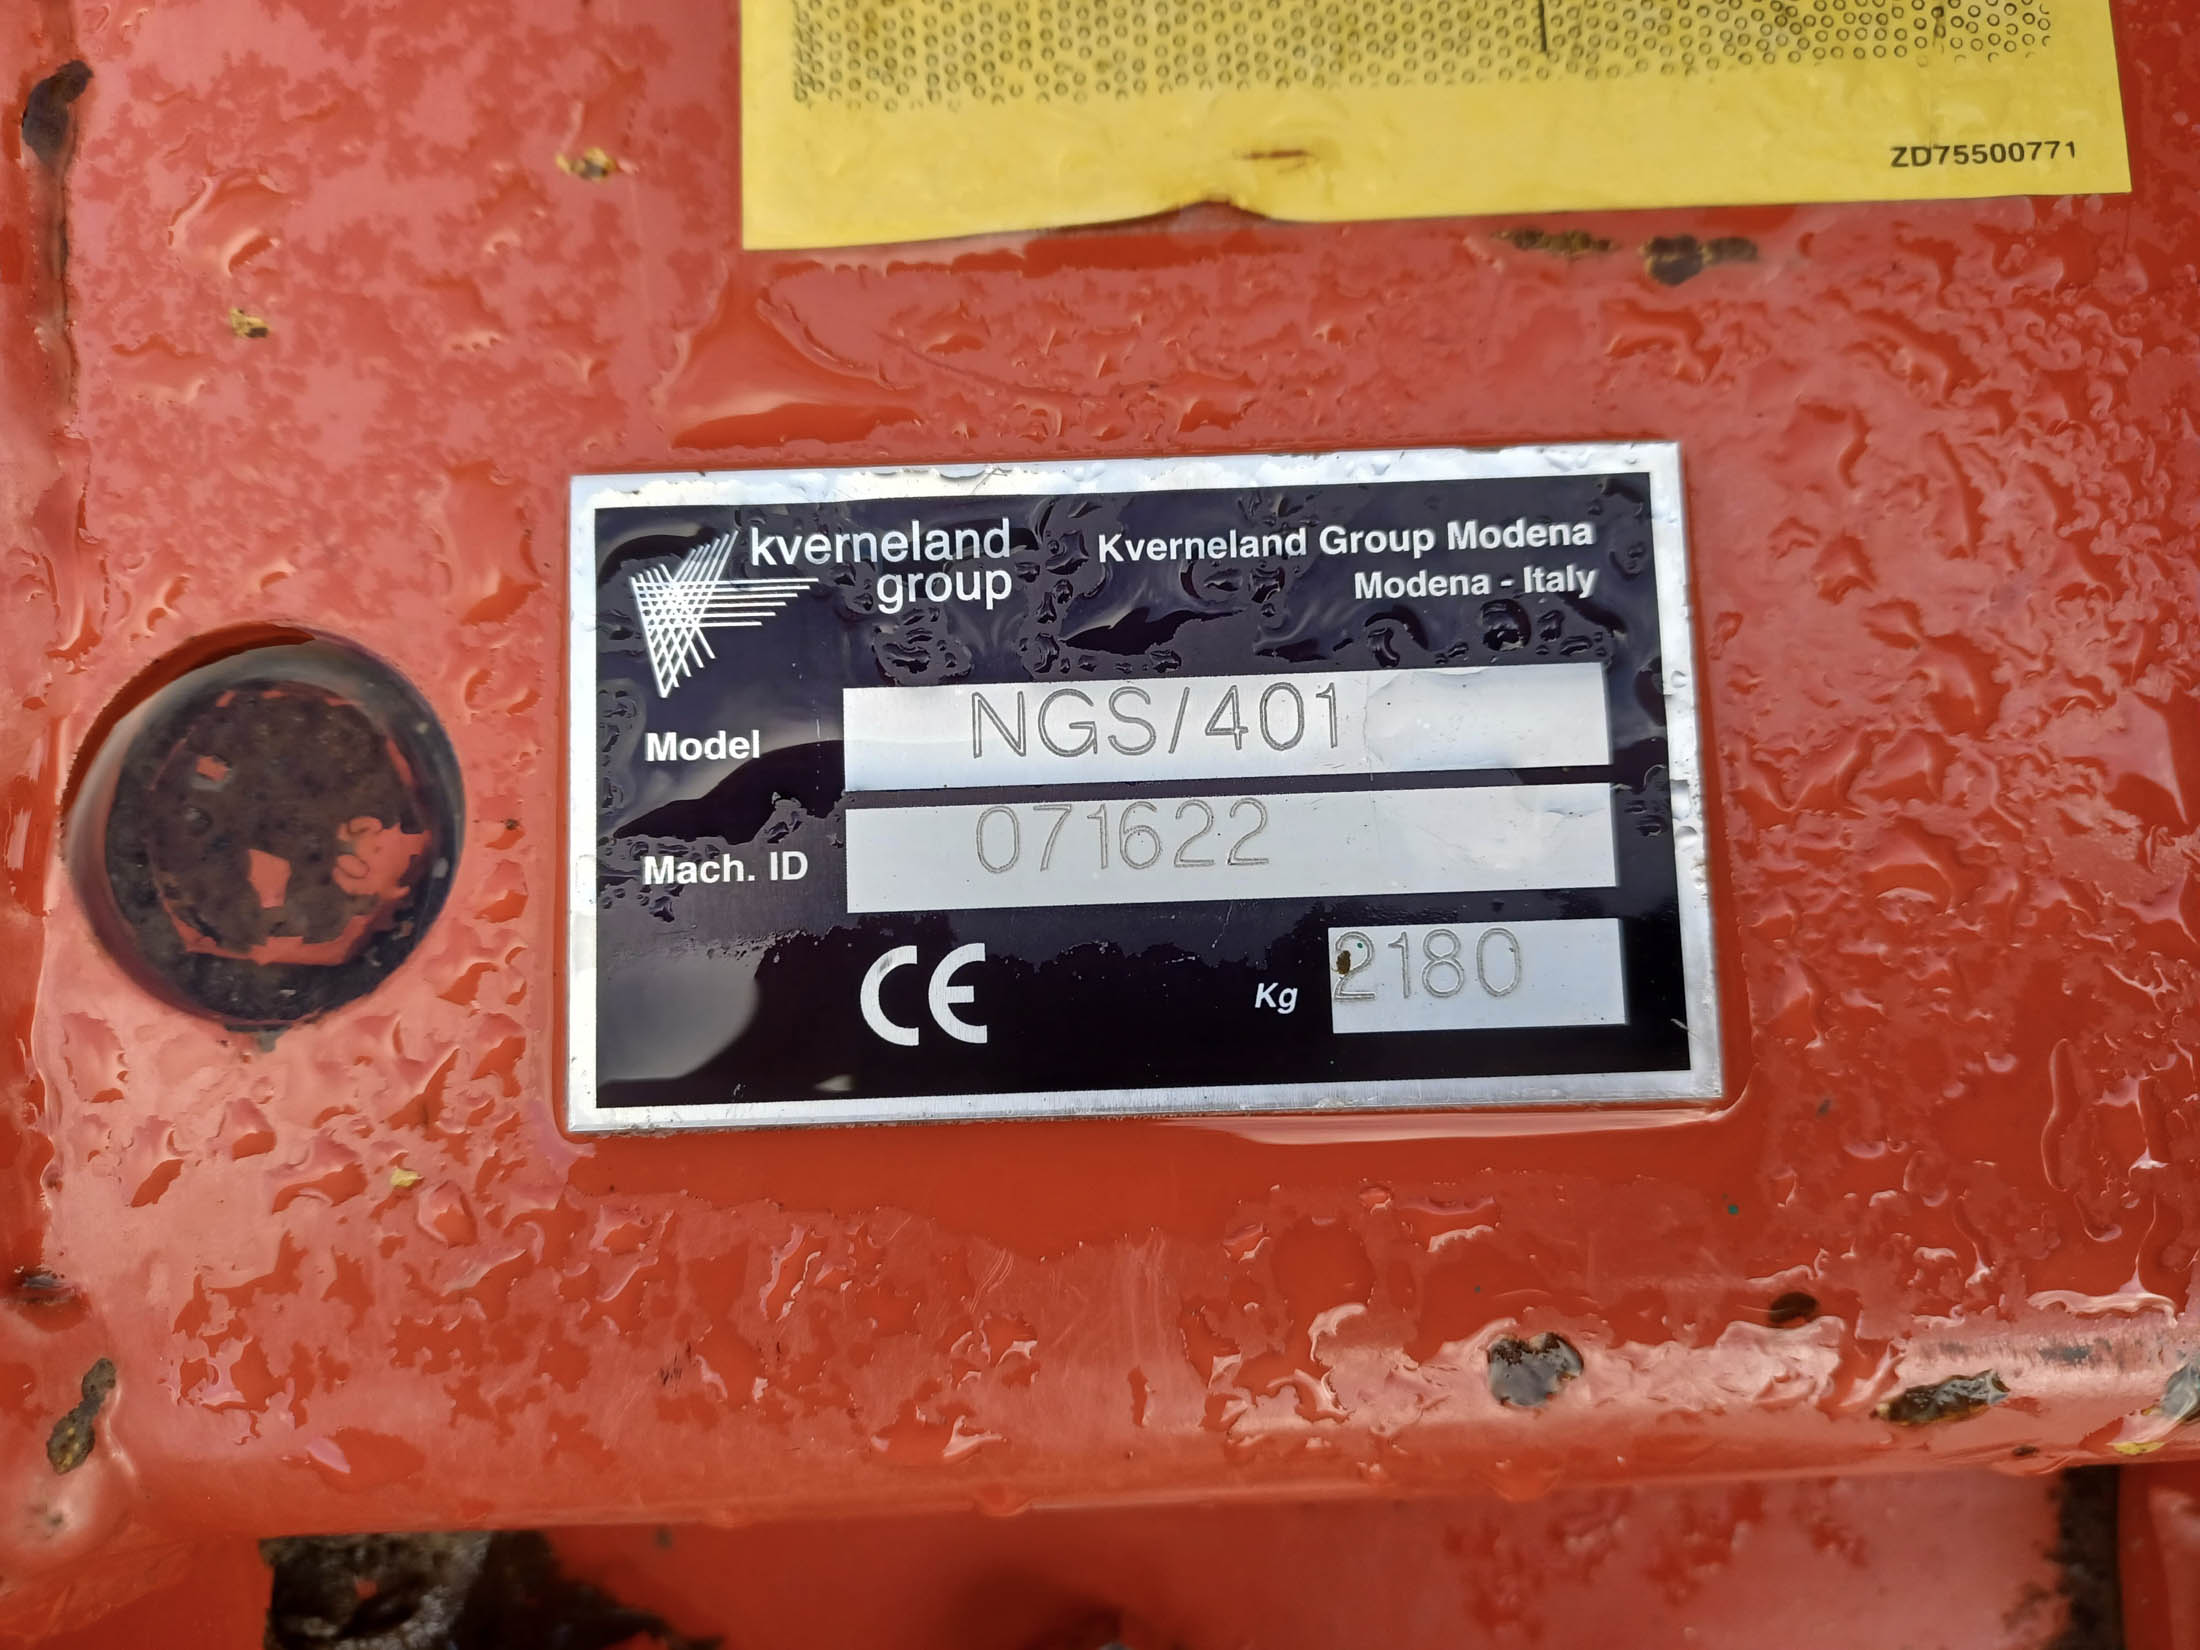 ZD75500771
kverneland
group
Kverneland Group Modena
Modena - Italy
Model NGS/401
Mach. ID 071622
CE Kg 2180